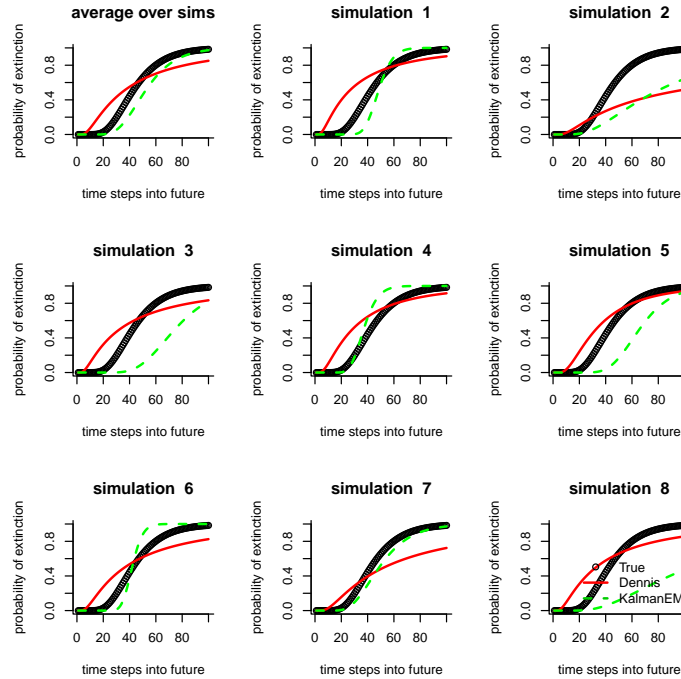 average over sims
probability of extinction
0.0 0.4 0.8
0 20 40 60 80
time steps into future
simulation 1
probability of extinction
0.0 0.4 0.8
0 20 40 60 80
time steps into future
simulation 2
probability of extinction
0.0 0.4 0.8
0 20 40 60 80
time steps into future
simulation 3
probability of extinction
0.0 0.4 0.8
0 20 40 60 80
time steps into future
simulation 4
probability of extinction
0.0 0.4 0.8
0 20 40 60 80
time steps into future
simulation 5
probability of extinction
0.0 0.4 0.8
0 20 40 60 80
time steps into future
simulation 6
probability of extinction
0.0 0.4 0.8
0 20 40 60 80
time steps into future
simulation 7
probability of extinction
0.0 0.4 0.8
0 20 40 60 80
time steps into future
simulation 8
probability of extinction
0.0 0.4 0.8
0 20 40 60 80
time steps into future
True
Dennis
KalmanEM